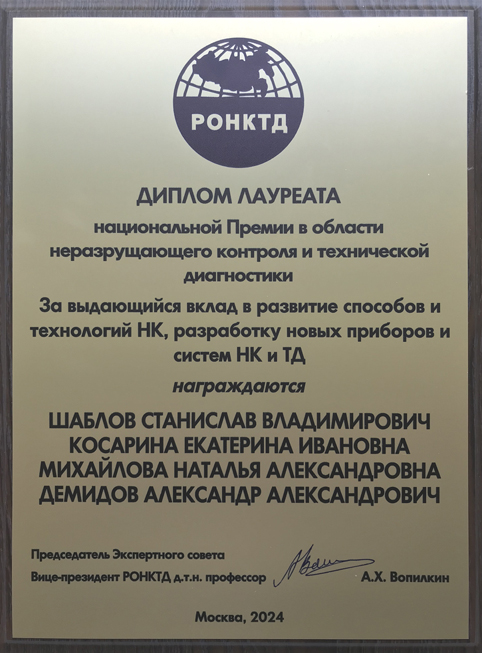 РОНКТД
ДИПЛОМ ЛАУРЕАТА
национальной Премии в области
неразрушающего контроля и технической
диагностики
За выдающийся вклад в развитие способов и
технологий НК, разработку новых приборов и
систем НК и ТД
награждаются
ШАБЛОВ СТАНИСЛАВ ВЛАДИМИРОВИЧ
КОСАРИНА ЕКАТЕРИНА ИВАНОВНА
МИХАЙЛОВА НАТАЛЬЯ АЛЕКСАНДРОВНА
ДЕМИДОВ АЛЕКСАНДР АЛЕКСАНДРОВИЧ
Председатель Экспертного совета
Вице-президент РОНКТД д.т.н. профессор А.Х. Вопилкин
Москва, 2024